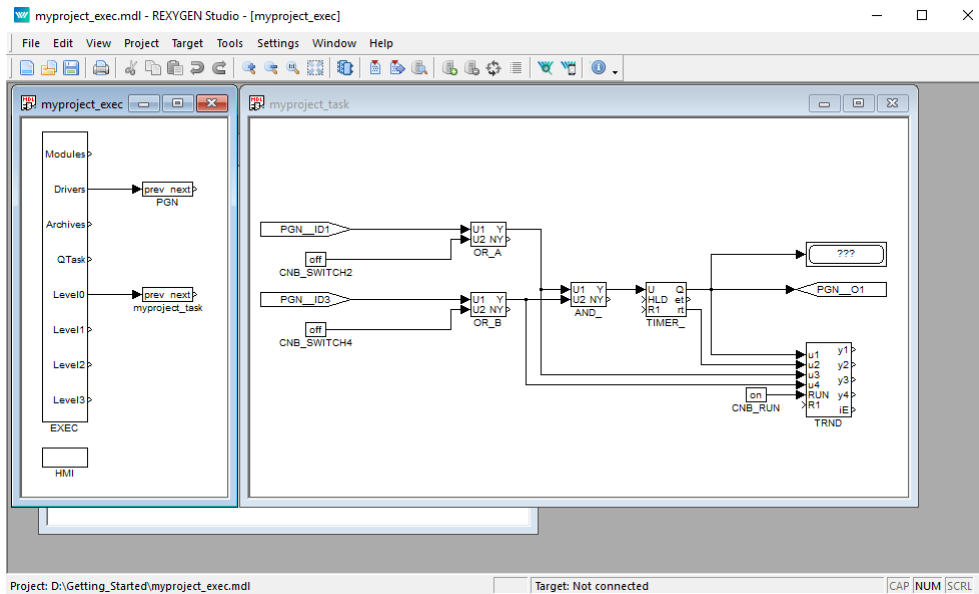 myproject_exec.mdl - REXYGEN Studio - [myproject_exec]
File Edit View Project Target Tools Settings Window Help
myproject_exec
Modules
Drivers
prev next
PGN
Archives
QTask
Level0
prev next
myproject_task
Level1
Level2
Level3
EXEC
HMI
myproject_task
PGN__ID1
U1 Y
U2 NY
OR_A
off
CNB_SWITCH2
PGN__ID3
U1 Y
U2 NY
OR_B
off
CNB_SWITCH4
U1 Y
U2 NY
AND_
U Q
HLD et
R1 rt
TIMER_
???
PGN__O1
u1 y1
u2 y2
u3 y3
u4 y4
RUN
R1 iE
TRND
on
CNB_RUN
Project: D:\Getting_Started\myproject_exec.mdl
Target: Not connected
CAP NUM SCRL